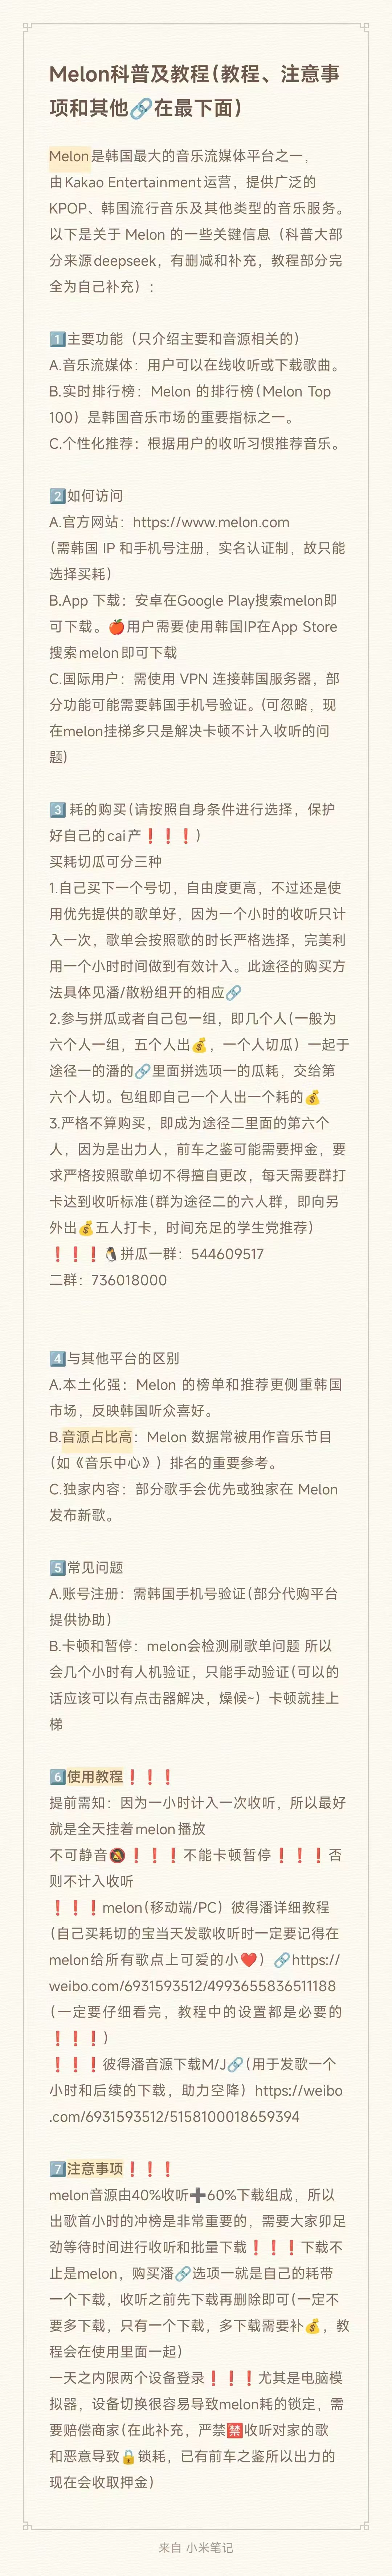 Melon科普及教程(教程、注意事
项和其他🔗在最下面)
Melon是韩国最大的音乐流媒体平台之一，
由Kakao Entertainment运营，提供广泛的
KPOP、韩国流行音乐及其他类型的音乐服务。
以下是关于 Melon 的一些关键信息（科普大部
分来源deepseek，有删减和补充，教程部分完
全为自己补充）：
1️⃣主要功能（只介绍主要和音源相关的）
A.音乐流媒体：用户可以在线收听或下载歌曲。
B.实时排行榜：Melon 的排行榜(Melon Top
100）是韩国音乐市场的重要指标之一。
C.个性化推荐：根据用户的收听习惯推荐音乐。
2️⃣如何访问
A.官方网站：https://www.melon.com
(需韩国 IP 和手机号注册，实名认证制，故只能
选择买耗)
B.App 下载：安卓在Google Play搜索melon即
可下载。🍎用户需要使用韩国IP在App Store
搜索melon即可下载
C.国际用户：需使用 VPN 连接韩国服务器，部
分功能可能需要韩国手机号验证。(可忽略，现
在melon挂梯多只是解决卡顿不计入收听的问
题)
3️⃣ 耗的购买(请按照自身条件进行选择，保护
好自己的cai产❗❗❗)
买耗切瓜可分三种
1.自己买下一个号切，自由度更高，不过还是使
用优先提供的歌单好，因为一个小时的收听只计
入一次，歌单会按照歌的时长严格选择，完美利
用一个小时时间做到有效计入。此途径的购买方
法具体见潘/散粉组开的相应🔗
2.参与拼瓜或者自己包一组，即几个人(一般为
六个人一组，五个人出💰，一个人切瓜）一起于
途径一的潘的🔗里面拼选项一的瓜耗，交给第
六个人切。包组即自己一个人出一个耗的💰
3.严格不算购买，即成为途径二里面的第六个
人，因为是出力人，前车之鉴可能需要押金，要
求严格按照歌单切不得擅自更改，每天需要群打
卡达到收听标准(群为途径二的六人群，即向另
外出💰五人打卡，时间充足的学生党推荐)
❗❗❗🐧拼瓜一群：544609517
二群：736018000
4️⃣与其他平台的区别
A.本土化强：Melon 的榜单和推荐更侧重韩国
市场，反映韩国听众喜好。
B.音源占比高：Melon 数据常被用作音乐节目
(如《音乐中心》）排名的重要参考。
C.独家内容：部分歌手会优先或独家在 Melon
发布新歌。
5️⃣常见问题
A.账号注册：需韩国手机号验证(部分代购平台
提供协助)
B.卡顿和暂停：melon会检测刷歌单问题 所以
会几个小时有人机验证，只能手动验证(可以的
话应该可以有点击器解决，燥候~）卡顿就挂上
梯
6️⃣使用教程❗❗❗
提前需知：因为一小时计入一次收听，所以最好
就是全天挂着melon播放
不可静音🔕❗❗❗不能卡顿暂停❗❗❗否
则不计入收听
❗❗❗melon(移动端/PC）彼得潘详细教程
(自己买耗切的宝当天发歌收听时一定要记得在
melon给所有歌点上可爱的小❤️）🔗https://
weibo.com/6931593512/4993655836511188
(一定要仔细看完，教程中的设置都是必要的
❗❗❗)
❗❗❗彼得潘音源下载M/J🔗(用于发歌一个
小时和后续的下载，助力空降）https://weibo
.com/6931593512/5158100018659394
7️⃣注意事项❗❗❗
melon音源由40%收听➕60%下载组成，所以
出歌首小时的冲榜是非常重要的，需要大家卯足
劲等待时间进行收听和批量下载❗❗❗下载不
止是melon，购买潘🔗选项一就是自己的耗带
一个下载，收听之前先下载再删除即可(一定不
要多下载，只有一个下载，多下载需要补💰，教
程会在使用里面一起)
一天之内限两个设备登录❗❗❗尤其是电脑模
拟器，设备切换很容易导致melon耗的锁定，需
要赔偿商家(在此补充，严禁🈲收听对家的歌
和恶意导致🔒锁耗，已有前车之鉴所以出力的
现在会收取押金)
来自 小米笔记